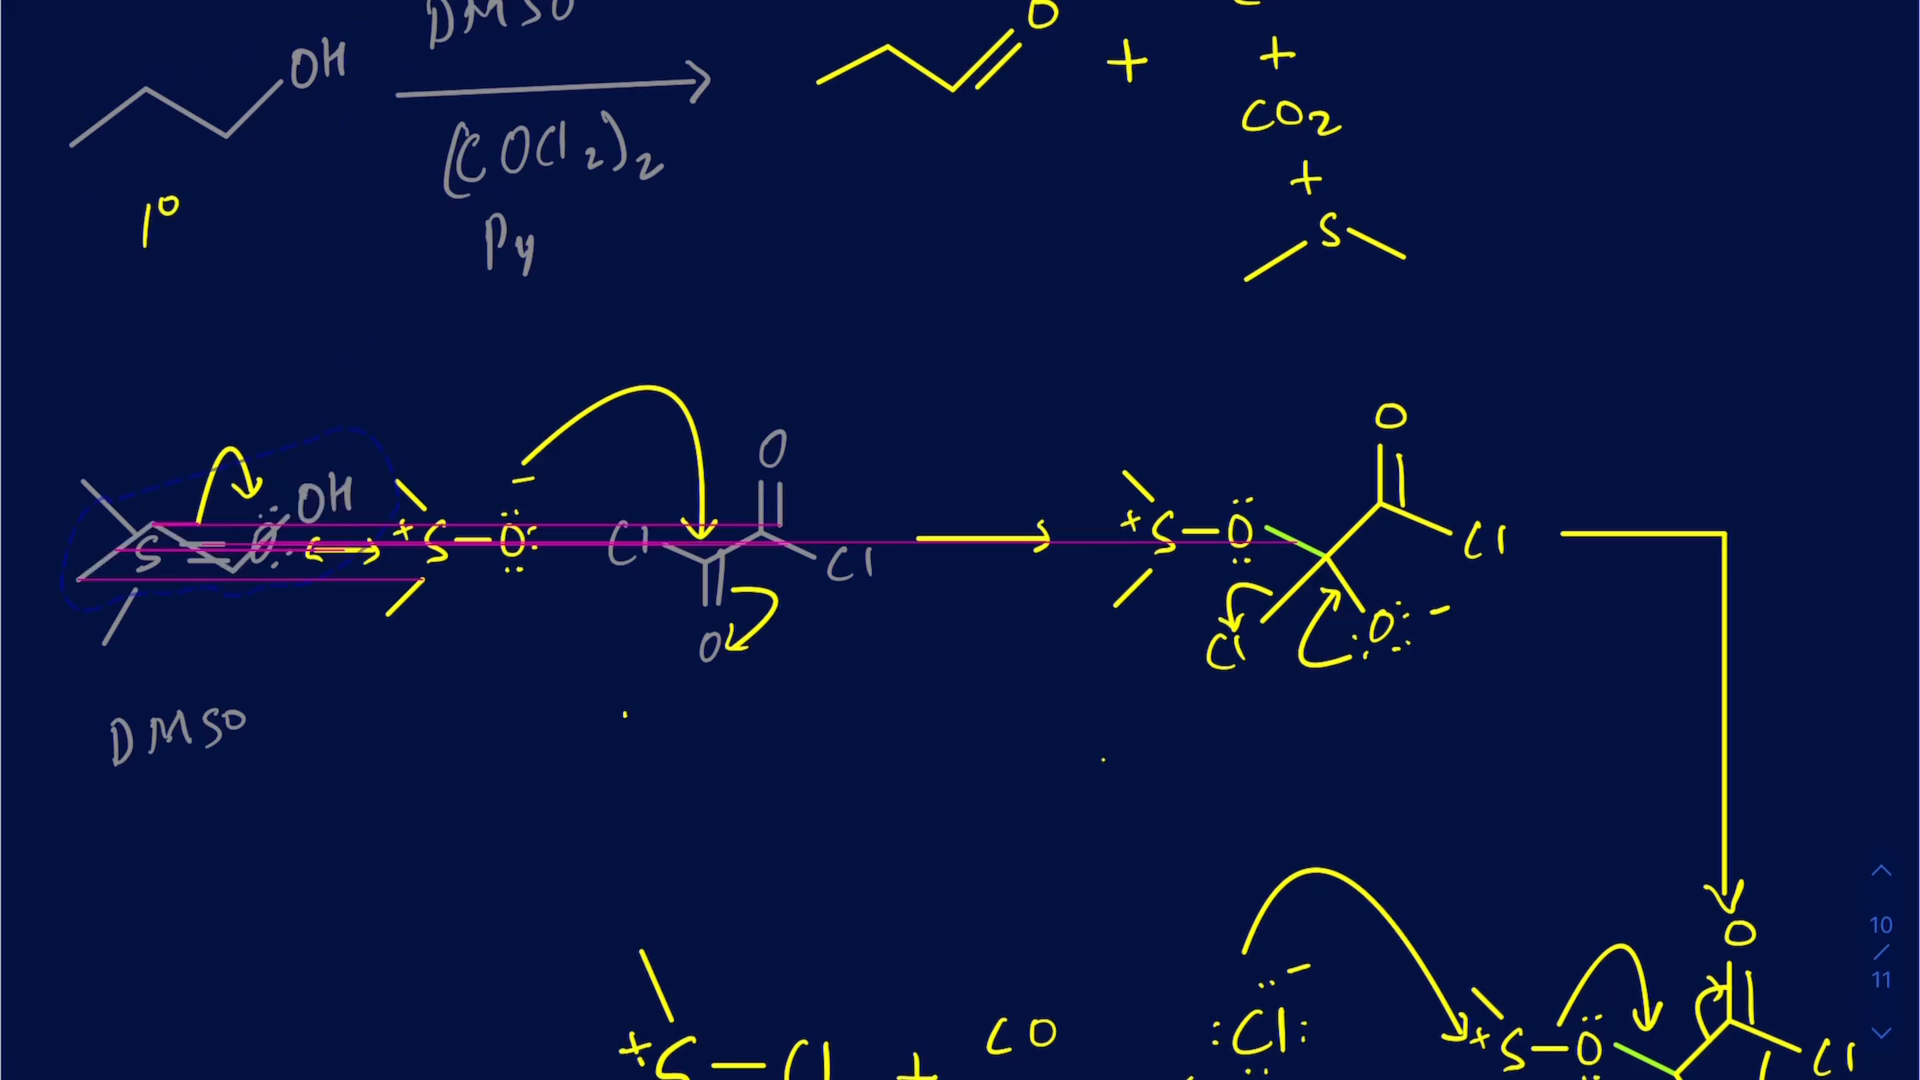 DMSO
OH
O
+
+
CO2
(COCl2)2
+
1°
Py
S
O
O
OH
S
O
+S-O
-
Cl
Cl
O
+S-O
Cl
Cl
O -
DMSO
10
/
11
O
-
CO
Cl
+S-O
Cl
+S-Cl
+